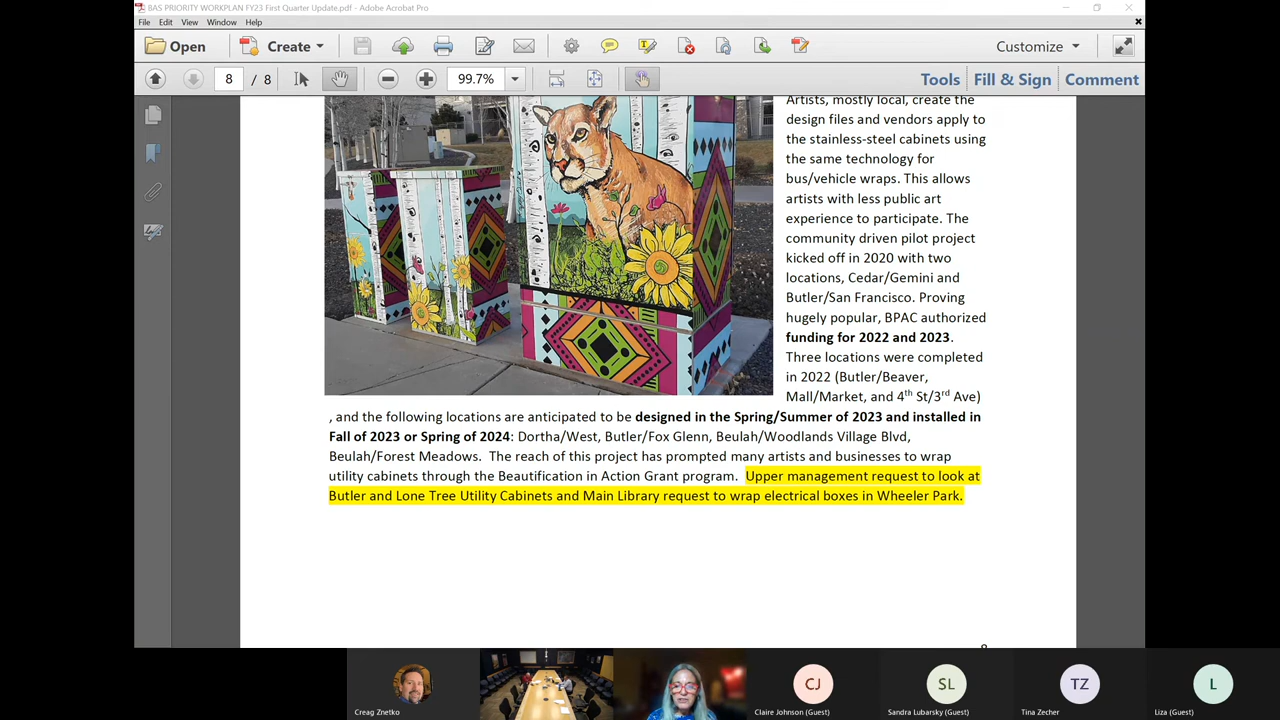 BAS PRIORITY WORKPLAN FY23 First Quarter Update.pdf - Adobe Acrobat Pro
File Edit View Window Help
Open Create Customize
8 / 8 99.7% Tools Fill & Sign Comment
Artists, mostly local, create the
design files and vendors apply to
the stainless-steel cabinets using
the same technology for
bus/vehicle wraps. This allows
artists with less public art
experience to participate. The
community driven pilot project
kicked off in 2020 with two
locations, Cedar/Gemini and
Butler/San Francisco. Proving
hugely popular, BPAC authorized
funding for 2022 and 2023.
Three locations were completed
in 2022 (Butler/Beaver,
Mall/Market, and 4th St/3rd Ave)
, and the following locations are anticipated to be designed in the Spring/Summer of 2023 and installed in
Fall of 2023 or Spring of 2024: Dortha/West, Butler/Fox Glenn, Beulah/Woodlands Village Blvd,
Beulah/Forest Meadows. The reach of this project has prompted many artists and businesses to wrap
utility cabinets through the Beautification in Action Grant program. Upper management request to look at
Butler and Lone Tree Utility Cabinets and Main Library request to wrap electrical boxes in Wheeler Park.
8
CJ SL TZ L
Creag Znetko Claire Johnson (Guest) Sandra Lubarsky (Guest) Tina Zecher Liza (Guest)